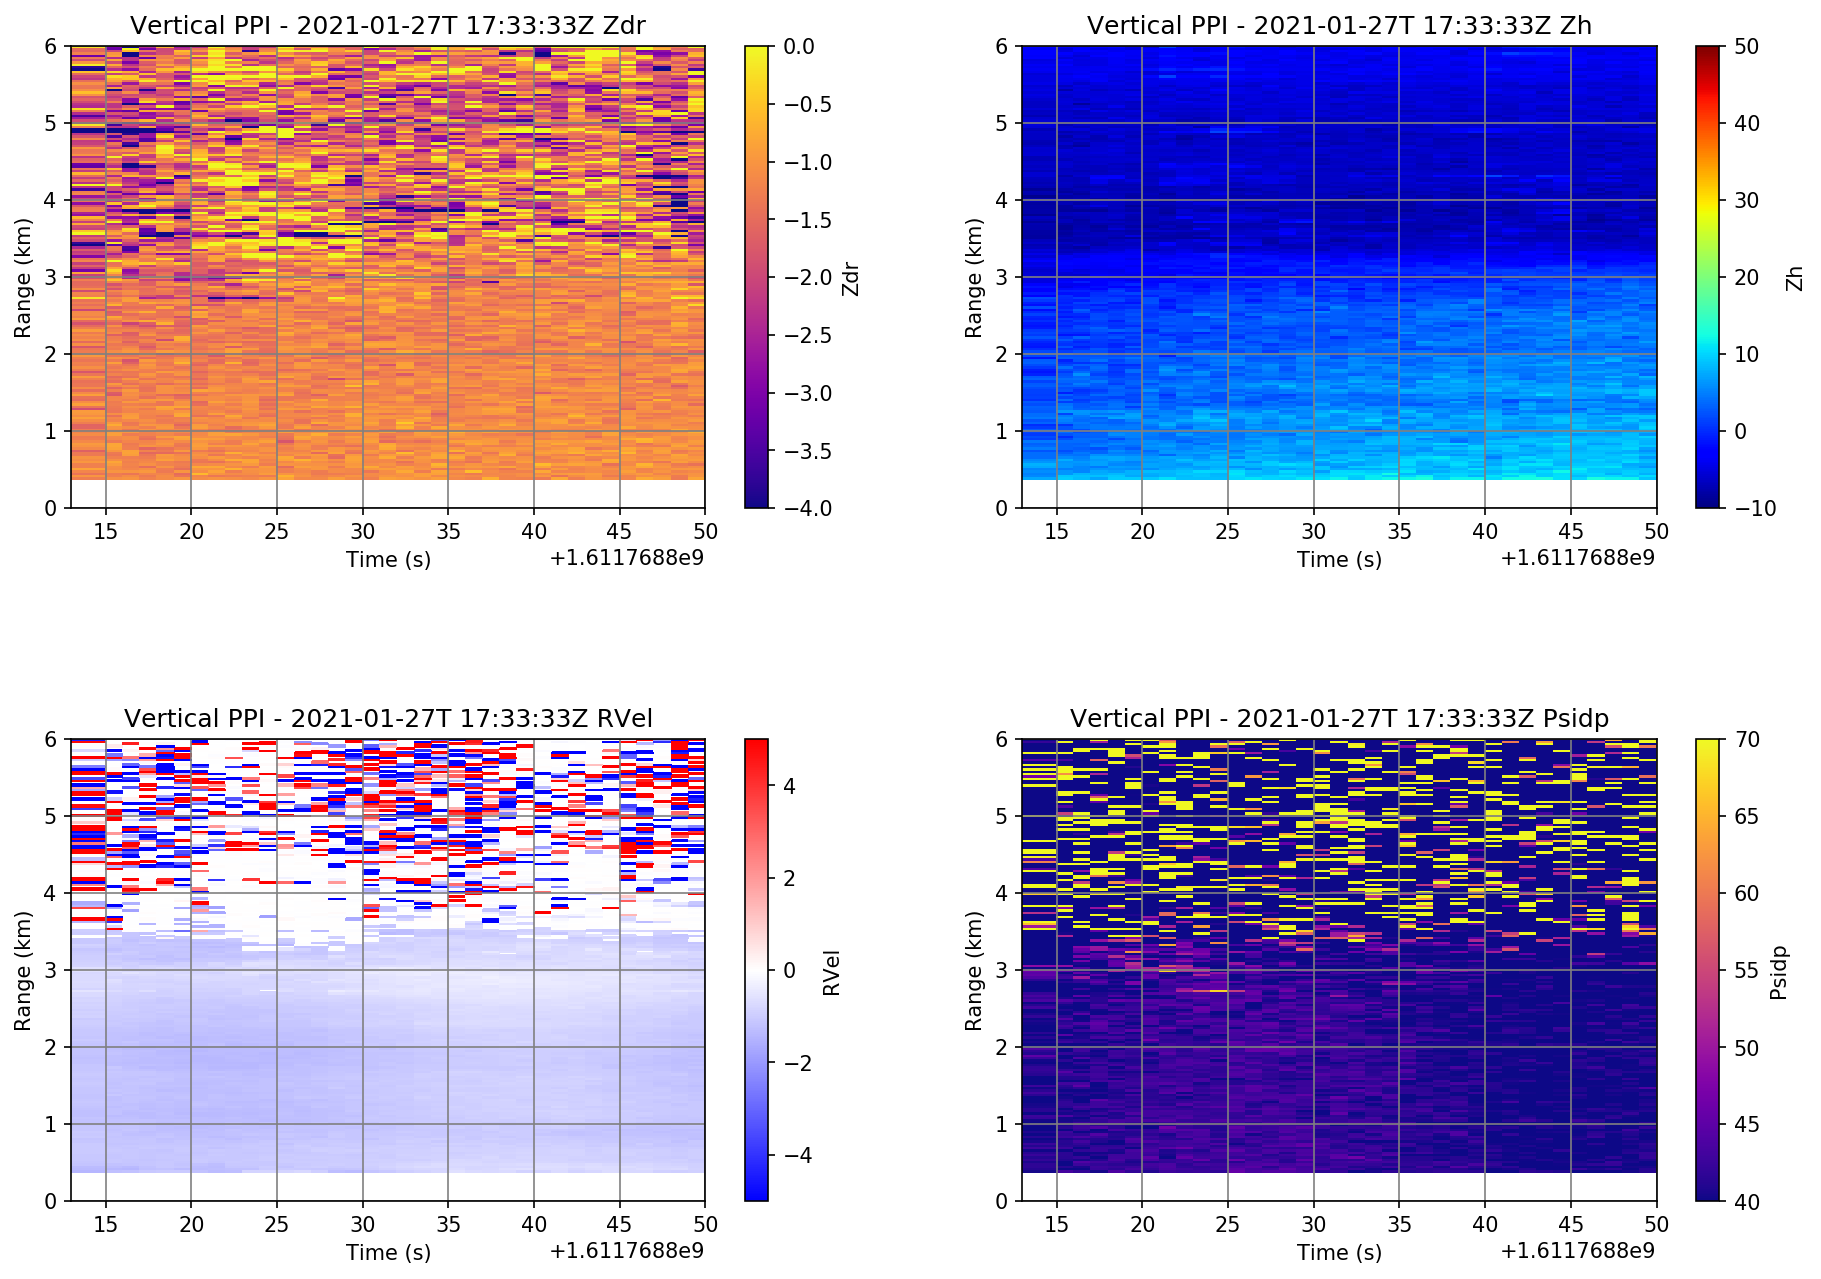 Vertical PPI - 2021-01-27T 17:33:33Z Zdr
6
5
4
3
2
1
0
Range (km)
15 20 25 30 35 40 45 50
Time (s)
+1.6117688e9
0.0
−0.5
−1.0
−1.5
−2.0
−2.5
−3.0
−3.5
−4.0
Zdr
Vertical PPI - 2021-01-27T 17:33:33Z Zh
6
5
4
3
2
1
0
Range (km)
15 20 25 30 35 40 45 50
Time (s)
+1.6117688e9
50
40
30
20
10
0
−10
Zh
Vertical PPI - 2021-01-27T 17:33:33Z RVel
6
5
4
3
2
1
0
Range (km)
15 20 25 30 35 40 45 50
Time (s)
+1.6117688e9
4
2
0
−2
−4
RVel
Vertical PPI - 2021-01-27T 17:33:33Z Psidp
6
5
4
3
2
1
0
Range (km)
15 20 25 30 35 40 45 50
Time (s)
+1.6117688e9
70
65
60
55
50
45
40
Psidp